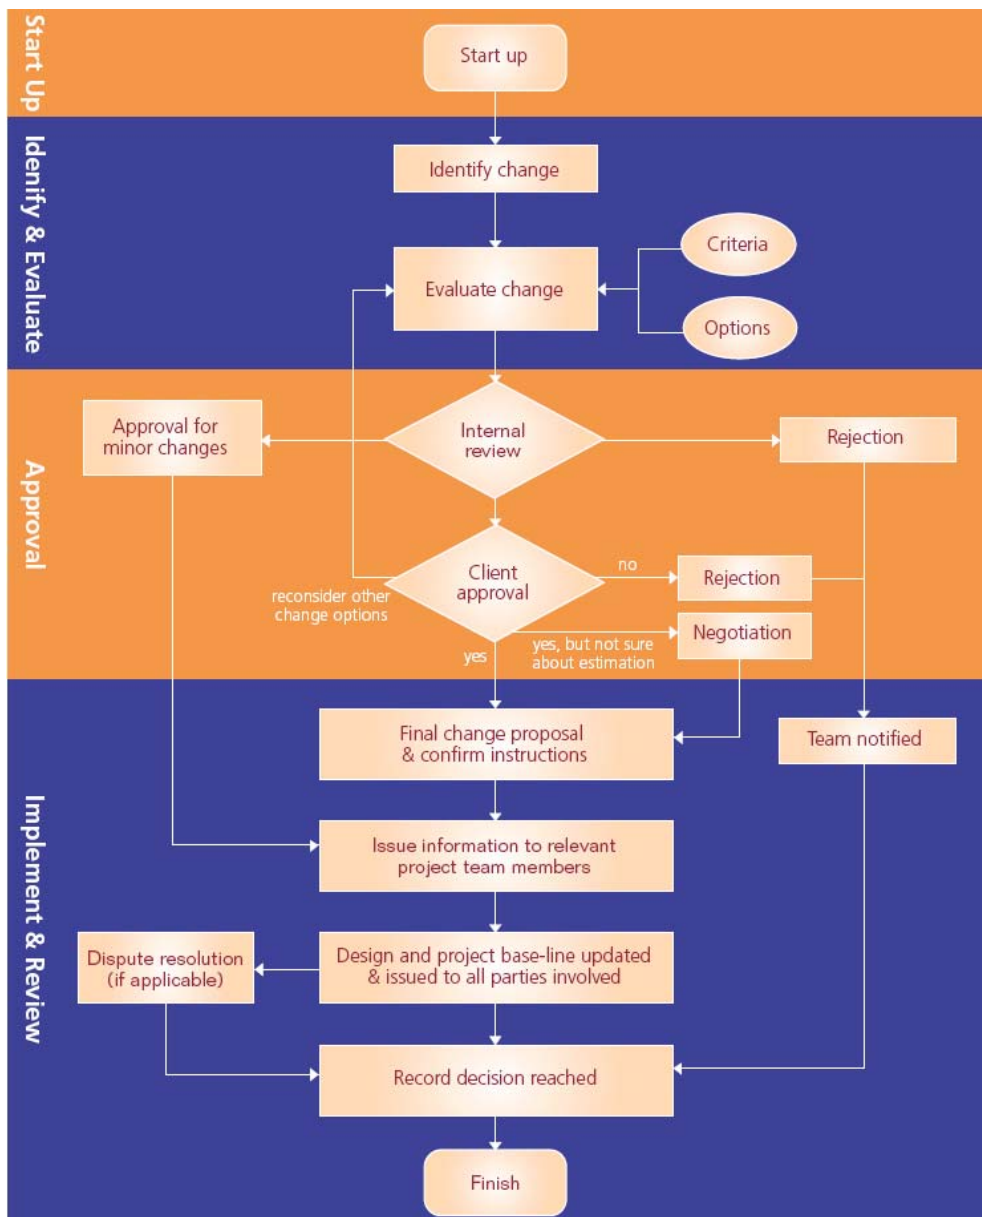 Start Up
Start up
Idenify & Evaluate
Identify change
Evaluate change
Criteria
Options
Approval
Approval for
minor changes
Internal
review
Rejection
Client
approval
no
Rejection
reconsider other
change options
yes
yes, but not sure
about estimation
Negotiation
Implement & Review
Final change proposal
& confirm instructions
Team notified
Issue information to relevant
project team members
Dispute resolution
(if applicable)
Design and project base-line updated
& issued to all parties involved
Record decision reached
Finish